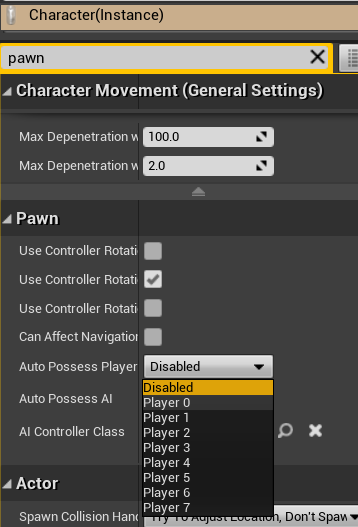 Character(Instance)
pawn
Character Movement (General Settings)
Max Depenetration w
100.0
Max Depenetration w
2.0
Pawn
Use Controller Rotati
Use Controller Rotati
Use Controller Rotati
Can Affect Navigation
Auto Possess Player
Disabled
Disabled
Auto Possess AI
Player 0
Player 1
AI Controller Class
Player 2
Player 3
Player 4
Player 5
Player 6
Player 7
Actor
Spawn Collision Hand
Try To Adjust Location, Don't Spaw